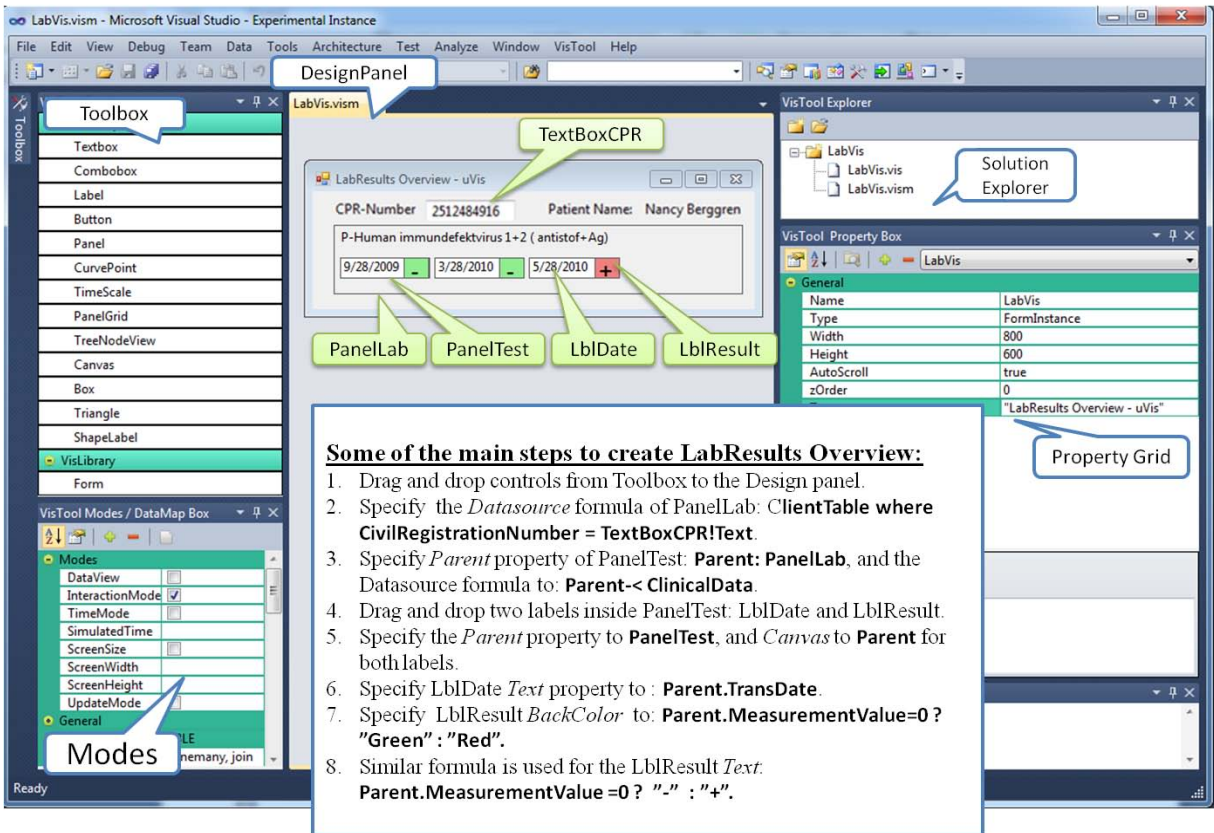 LabVis.vism - Microsoft Visual Studio - Experimental Instance
File Edit View Debug Team Data Tools Architecture Test Analyze Window VisTool Help
DesignPanel
Toolbox
Toolbox
Textbox
Combobox
Label
Button
Panel
CurvePoint
TimeScale
PanelGrid
TreeNodeView
Canvas
Box
Triangle
ShapeLabel
VisLibrary
Form
VisTool Modes / DataMap Box
Modes
DataView
InteractionMode
TimeMode
SimulatedTime
ScreenSize
ScreenWidth
ScreenHeight
UpdateMode
General
Modes
nemany, join
Ready
LabVis.vism
TextBoxCPR
LabResults Overview - uVis
CPR-Number 2512484916 Patient Name: Nancy Berggren
P-Human immundefektvirus 1+2 ( antistof+Ag)
9/28/2009 - 3/28/2010 - 5/28/2010 +
PanelLab PanelTest LblDate LblResult
VisTool Explorer
LabVis
LabVis.vis
LabVis.vism
Solution
Explorer
VisTool Property Box
LabVis
General
Name LabVis
Type FormInstance
Width 800
Height 600
AutoScroll true
zOrder 0
"LabResults Overview - uVis"
Property Grid
Some of the main steps to create LabResults Overview:
1. Drag and drop controls from Toolbox to the Design panel.
2. Specify the Datasource formula of PanelLab: ClientTable where
CivilRegistrationNumber = TextBoxCPR!Text.
3. Specify Parent property of PanelTest: Parent: PanelLab, and the
Datasource formula to: Parent-< ClinicalData.
4. Drag and drop two labels inside PanelTest: LblDate and LblResult.
5. Specify the Parent property to PanelTest, and Canvas to Parent for
both labels.
6. Specify LblDate Text property to : Parent.TransDate.
7. Specify LblResult BackColor to: Parent.MeasurementValue=0 ?
"Green" : "Red".
8. Similar formula is used for the LblResult Text:
Parent.MeasurementValue =0 ? "-" : "+".